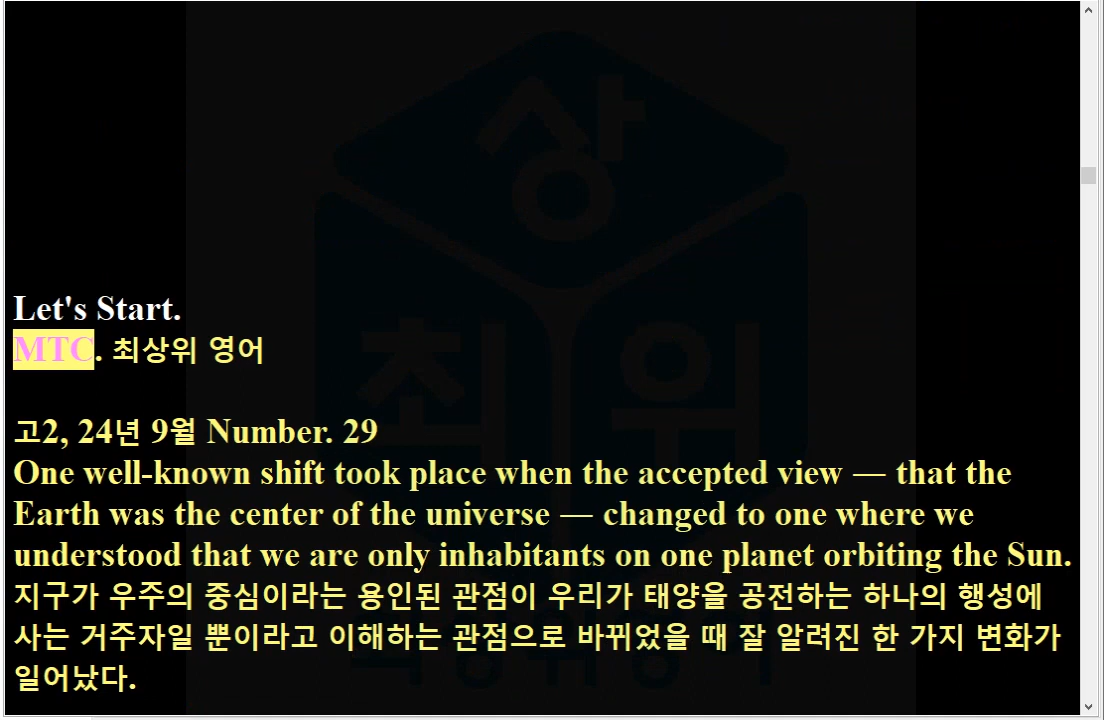 상
최 위
Let's Start.
MTC. 최상위 영어
고2, 24년 9월 Number. 29
One well-known shift took place when the accepted view — that the
Earth was the center of the universe — changed to one where we
understood that we are only inhabitants on one planet orbiting the Sun.
지구가 우주의 중심이라는 용인된 관점이 우리가 태양을 공전하는 하나의 행성에
사는 거주자일 뿐이라고 이해하는 관점으로 바뀌었을 때 잘 알려진 한 가지 변화가
일어났다.